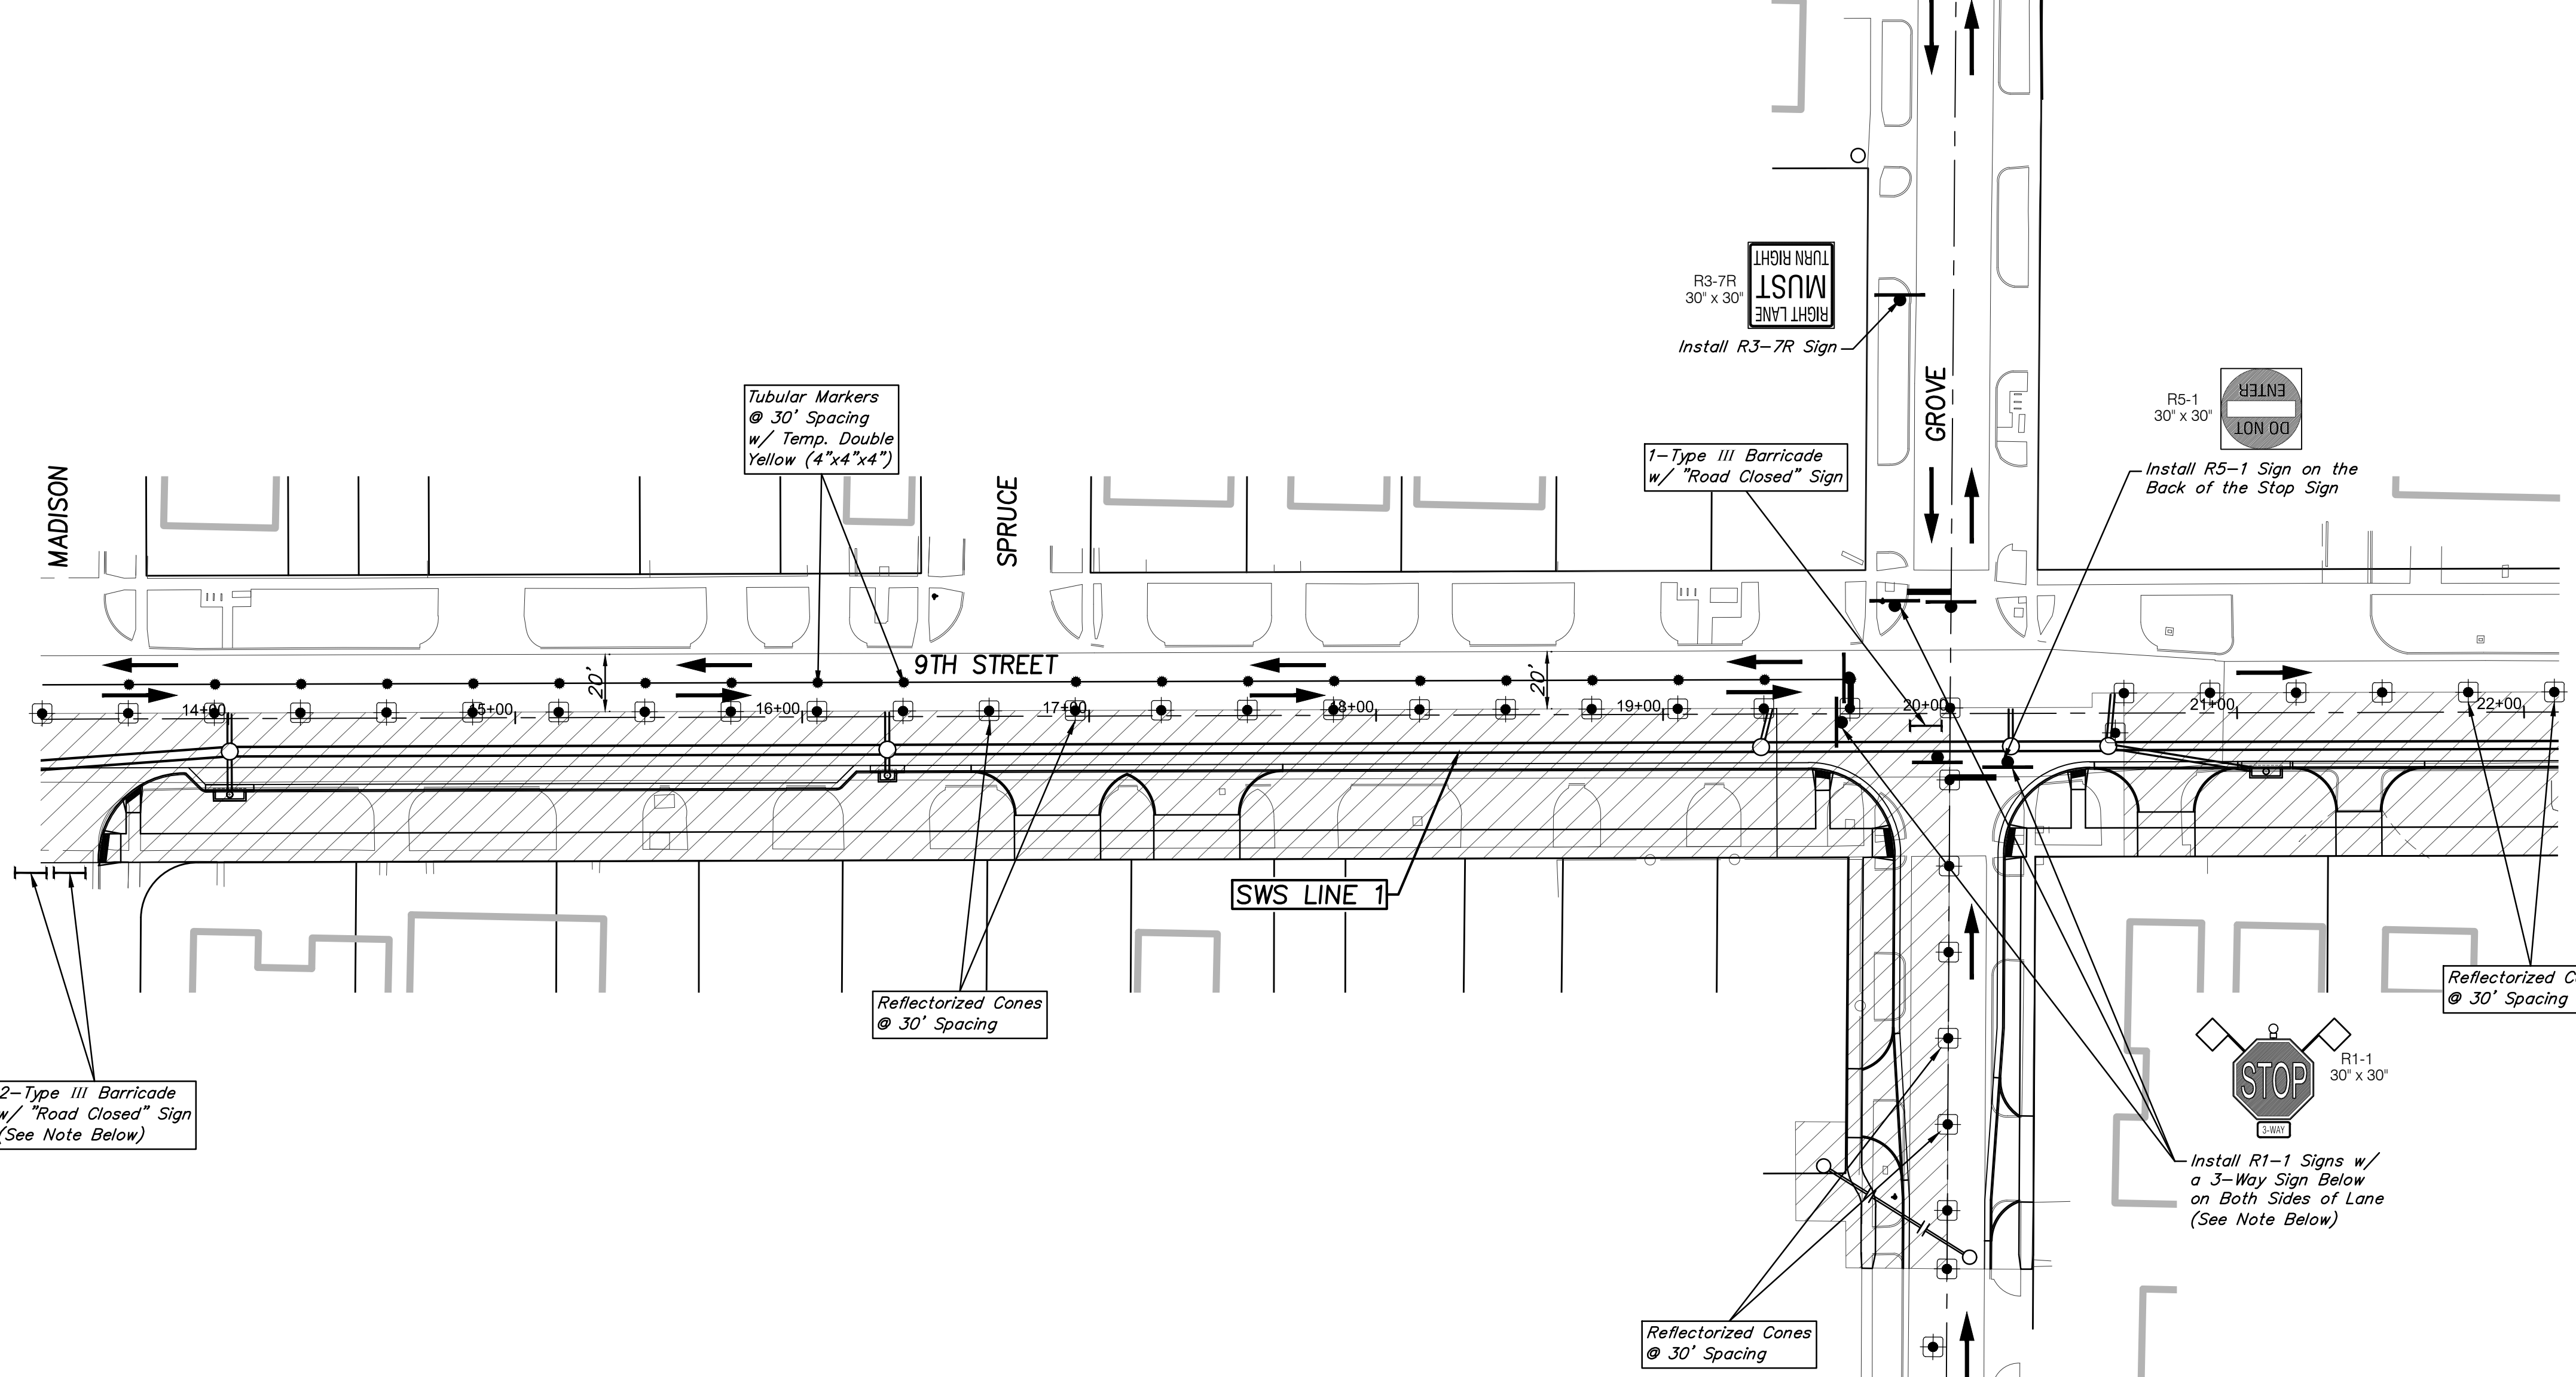 R3-7R
30" x 30"
RIGHT LANE
MUST
TURN RIGHT
Install R3-7R Sign
GROVE
R5-1
30" x 30"
DO NOT
ENTER
Install R5-1 Sign on the
Back of the Stop Sign
Tubular Markers
@ 30' Spacing
w/ Temp. Double
Yellow (4"x4"x4")
1-Type III Barricade
w/ "Road Closed" Sign
MADISON
SPRUCE
9TH STREET
20'
20'
14+00
15+00
16+00
17+00
18+00
19+00
20+00
21+00
22+00
SWS LINE 1
Reflectorized Cones
@ 30' Spacing
Reflectorized C
@ 30' Spacing
2-Type III Barricade
w/ "Road Closed" Sign
(See Note Below)
STOP
3-WAY
R1-1
30" x 30"
Install R1-1 Signs w/
a 3-Way Sign Below
on Both Sides of Lane
(See Note Below)
Reflectorized Cones
@ 30' Spacing